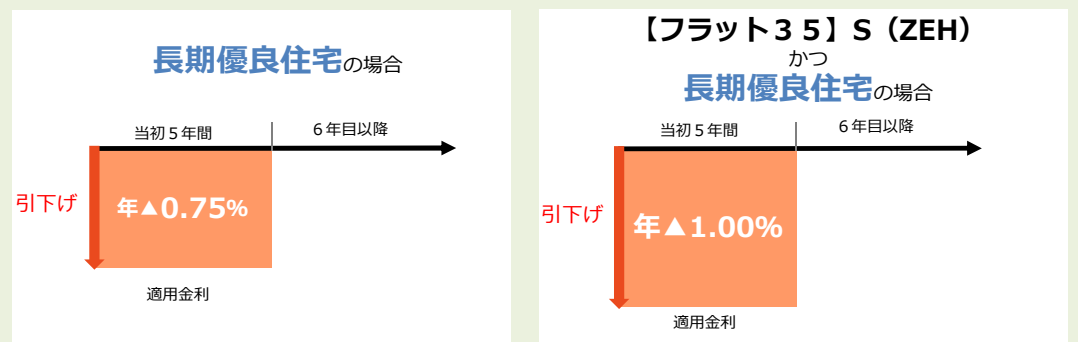 長期優良住宅の場合
当初５年間
６年目以降
引下げ
年▲0.75%
適用金利
【フラット３５】S（ZEH）
かつ
長期優良住宅の場合
当初５年間
６年目以降
引下げ
年▲1.00%
適用金利